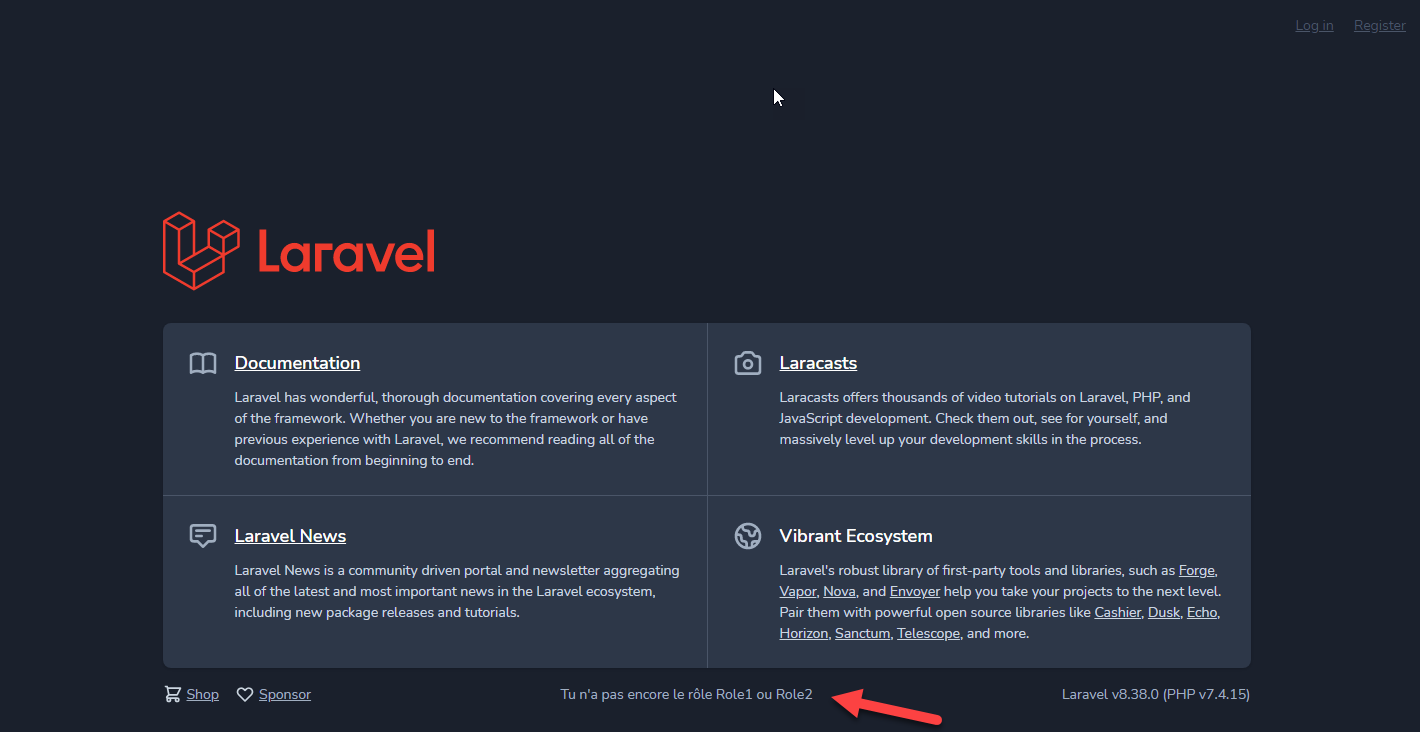 Log in Register
Laravel
Documentation
Laravel has wonderful, thorough documentation covering every aspect
of the framework. Whether you are new to the framework or have
previous experience with Laravel, we recommend reading all of the
documentation from beginning to end.
Laracasts
Laracasts offers thousands of video tutorials on Laravel, PHP, and
JavaScript development. Check them out, see for yourself, and
massively level up your development skills in the process.
Laravel News
Laravel News is a community driven portal and newsletter aggregating
all of the latest and most important news in the Laravel ecosystem,
including new package releases and tutorials.
Vibrant Ecosystem
Laravel's robust library of first-party tools and libraries, such as Forge,
Vapor, Nova, and Envoyer help you take your projects to the next level.
Pair them with powerful open source libraries like Cashier, Dusk, Echo,
Horizon, Sanctum, Telescope, and more.
Shop Sponsor Tu n'a pas encore le rôle Role1 ou Role2 Laravel v8.38.0 (PHP v7.4.15)